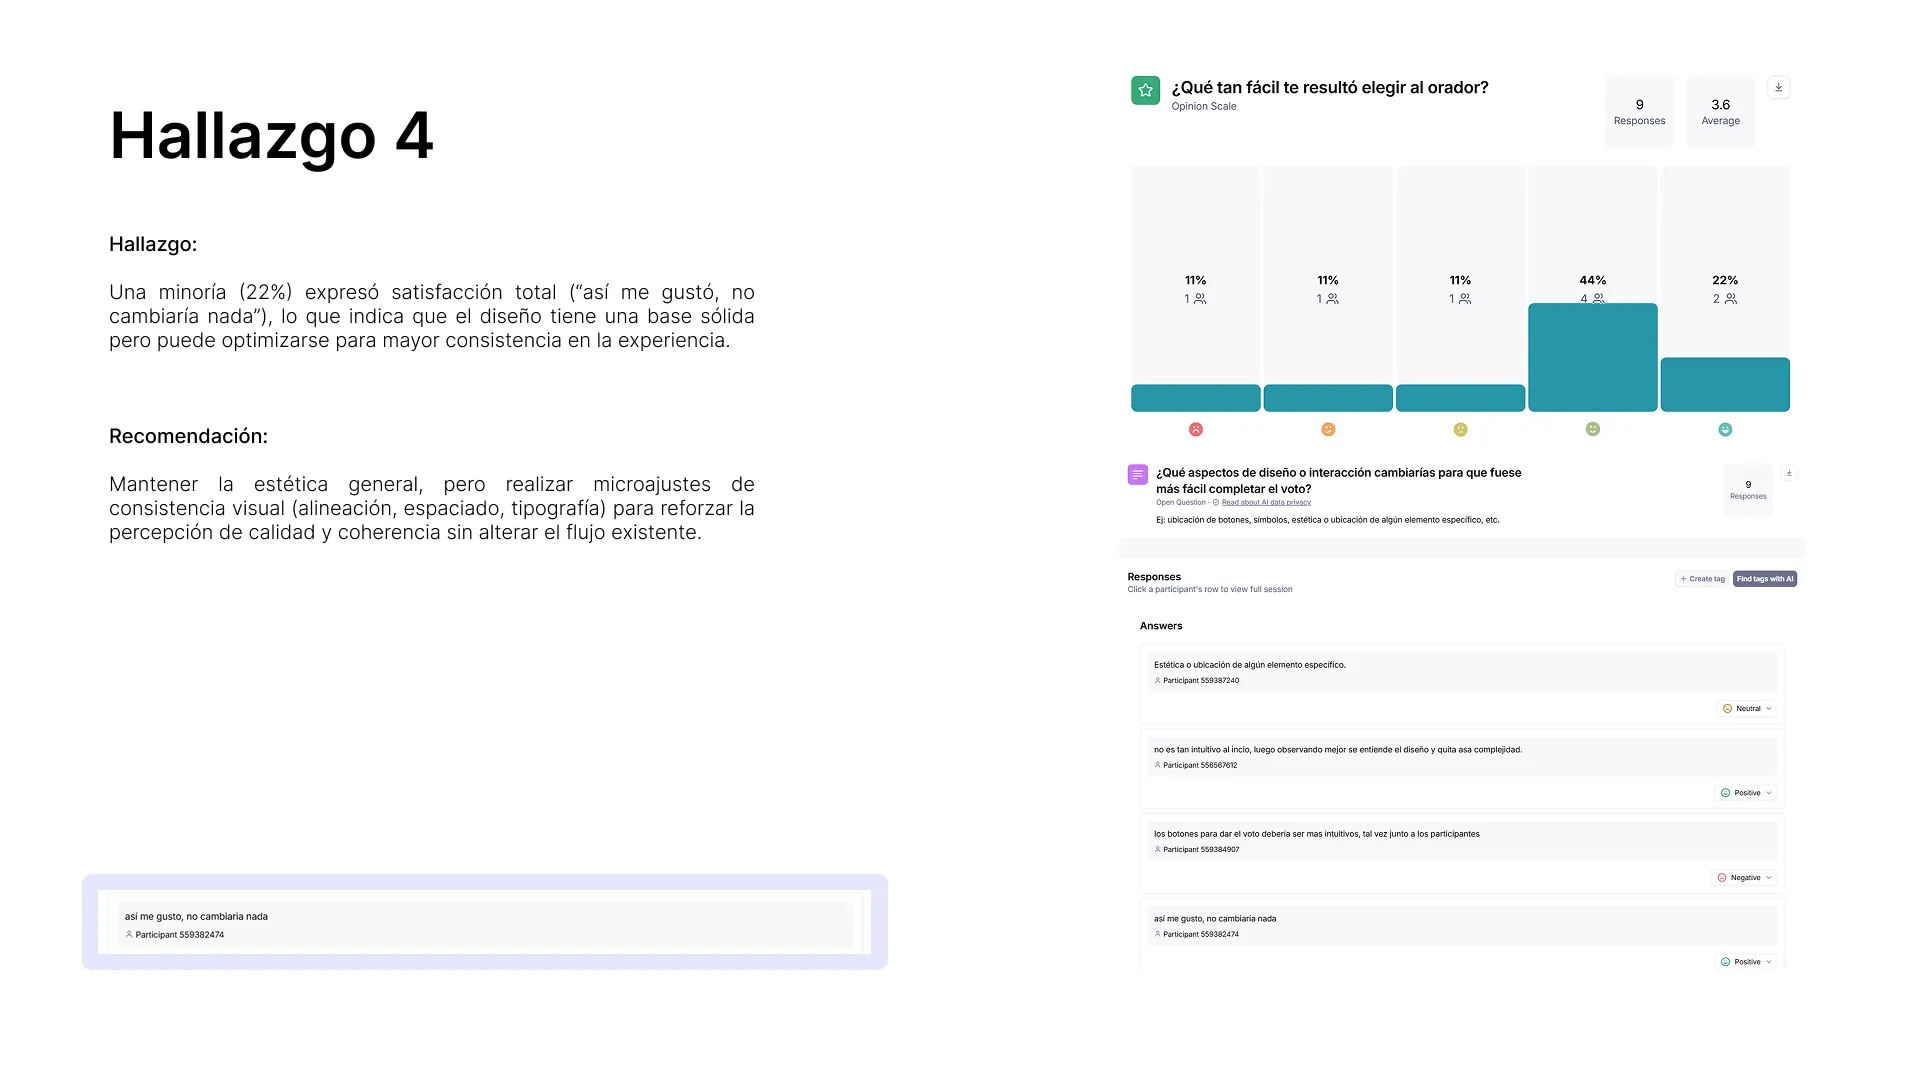 Hallazgo 4
Hallazgo:
Una minoría (22%) expresó satisfacción total (“así me gustó, no
cambiaría nada”), lo que indica que el diseño tiene una base sólida
pero puede optimizarse para mayor consistencia en la experiencia.
Recomendación:
Mantener la estética general, pero realizar microajustes de
consistencia visual (alineación, espaciado, tipografía) para reforzar la
percepción de calidad y coherencia sin alterar el flujo existente.
así me gusto, no cambiaria nada
Participant 559382474
¿Qué tan fácil te resultó elegir al orador?
Opinion Scale
9
Responses
3.6
Average
11%
1
11%
1
11%
1
44%
4
22%
2
¿Qué aspectos de diseño o interacción cambiarías para que fuese
más fácil completar el voto?
Open Question · Read about AI data privacy
Ej: ubicación de botones, símbolos, estética o ubicación de algún elemento específico, etc.
9
Responses
Responses
Click a participant's row to view full session
+ Create tag
Find tags with AI
Answers
Estética o ubicación de algún elemento específico.
Participant 559387240
Neutral
no es tan intuitivo al incio, luego observando mejor se entiende el diseño y quita asa complejidad.
Participant 556567612
Positive
los botones para dar el voto debería ser mas intuitivos, tal vez junto a los participantes
Participant 559384907
Negative
así me gusto, no cambiaria nada
Participant 559382474
Positive